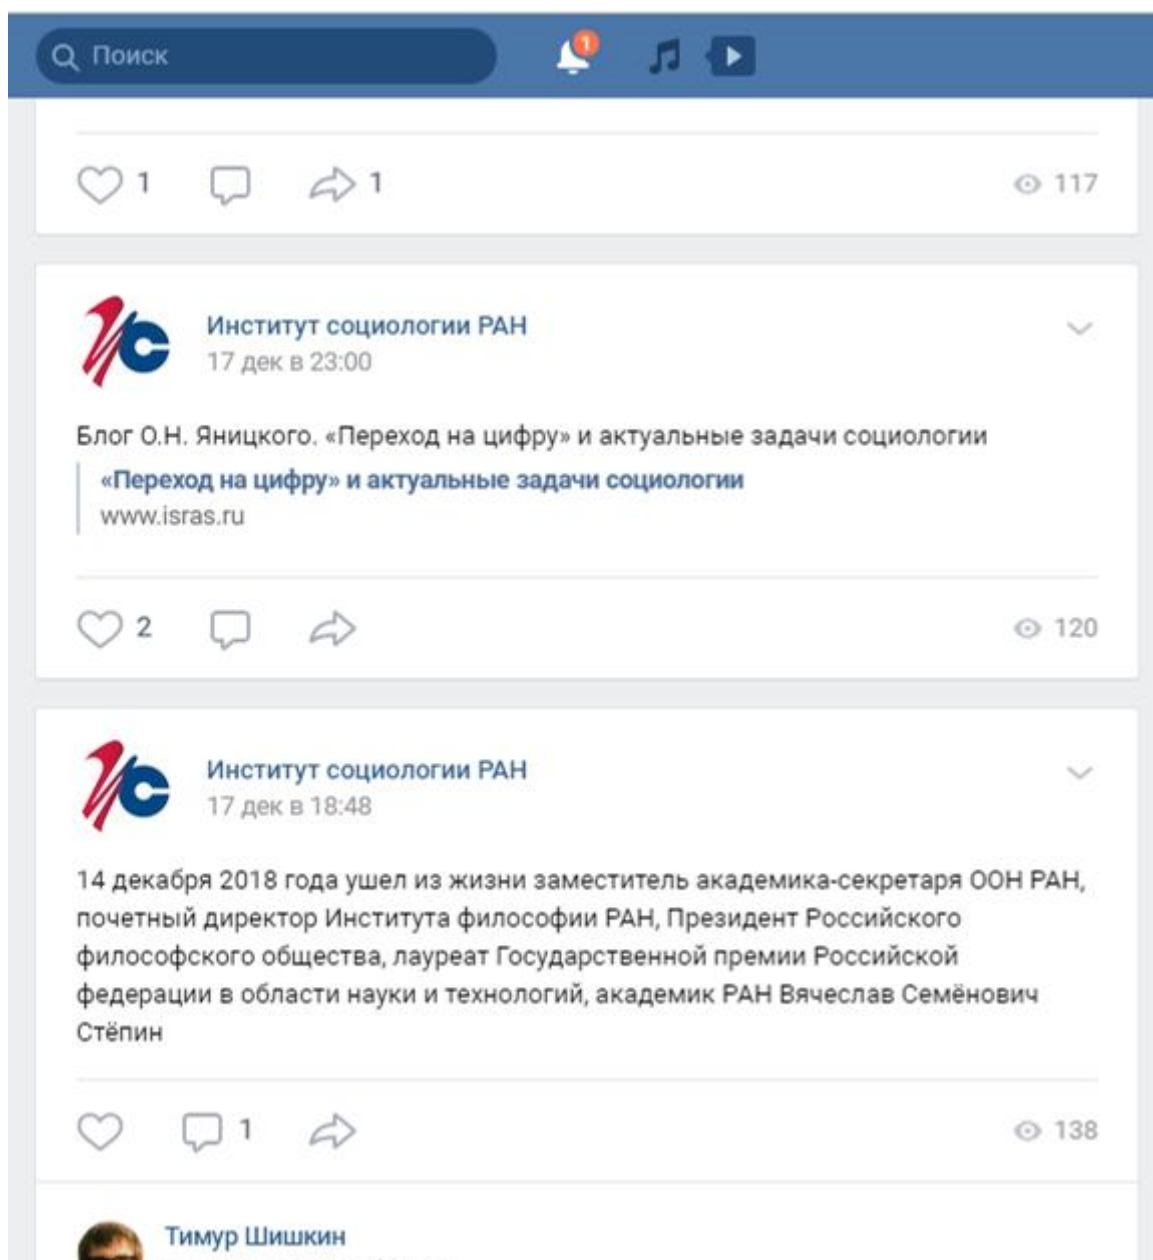 Поиск
1
1
1
117
Институт социологии РАН
17 дек в 23:00
Блог О.Н. Яницкого. «Переход на цифру» и актуальные задачи социологии
«Переход на цифру» и актуальные задачи социологии
www.isras.ru
2
120
Институт социологии РАН
17 дек в 18:48
14 декабря 2018 года ушел из жизни заместитель академика-секретаря ООН РАН,
почетный директор Института философии РАН, Президент Российского
философского общества, лауреат Государственной премии Российской
федерации в области науки и технологий, академик РАН Вячеслав Семёнович
Стёпин
1
138
Тимур Шишкин